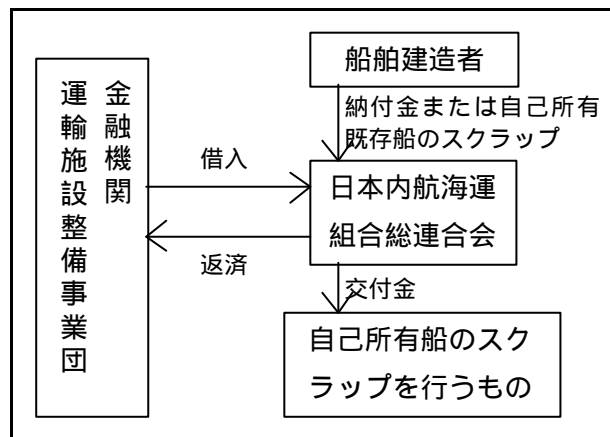 船舶建造者
納付金または自己所有
既存船のスクラップ
金融機関
運輸施設整備事業団
借入
返済
日本内航海運
組合総連合会
交付金
自己所有船のスク
ラップを行うもの